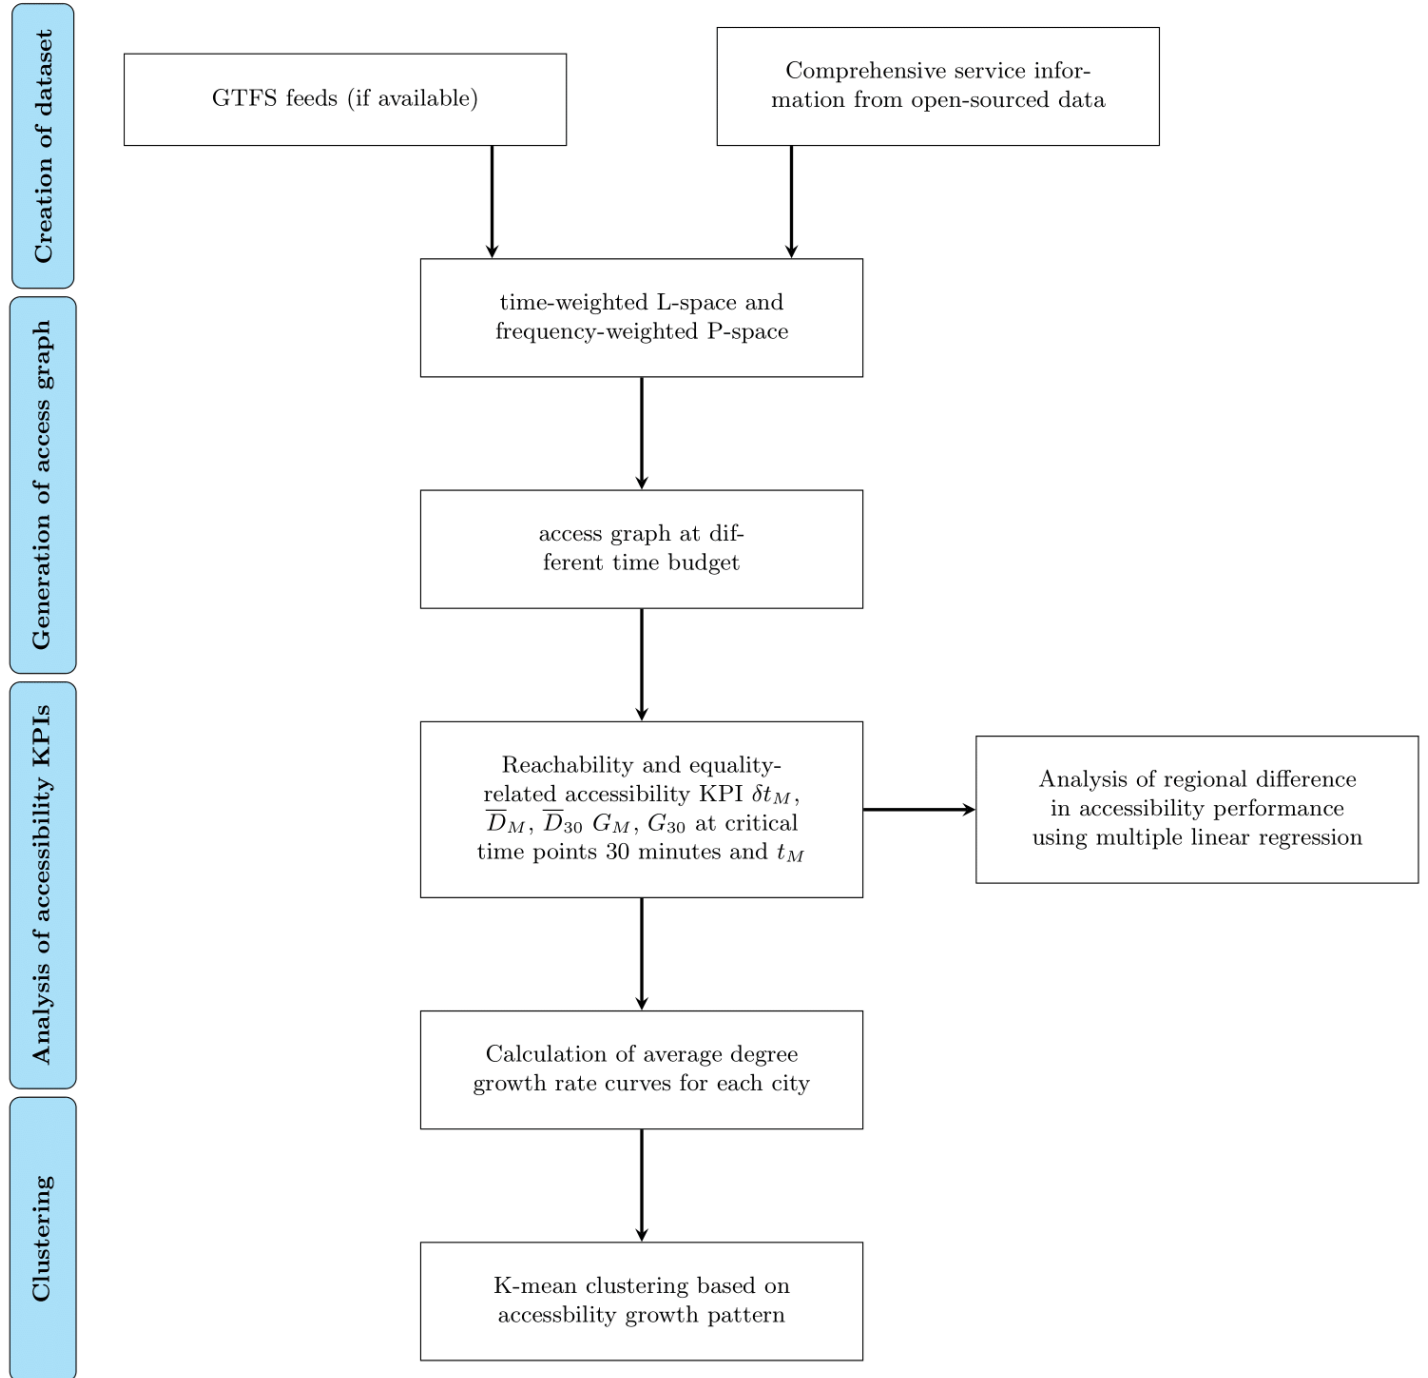 Creation of dataset
GTFS feeds (if available)
Comprehensive service infor-
mation from open-sourced data
Generation of access graph
time-weighted L-space and
frequency-weighted P-space
access graph at dif-
ferent time budget
Analysis of accessibility KPIs
Reachability and equality-
related accessibility KPI δt_M,
D̅_M, D̅_30 G_M, G_30 at critical
time points 30 minutes and t_M
Analysis of regional difference
in accessibility performance
using multiple linear regression
Calculation of average degree
growth rate curves for each city
Clustering
K-mean clustering based on
accessbility growth pattern